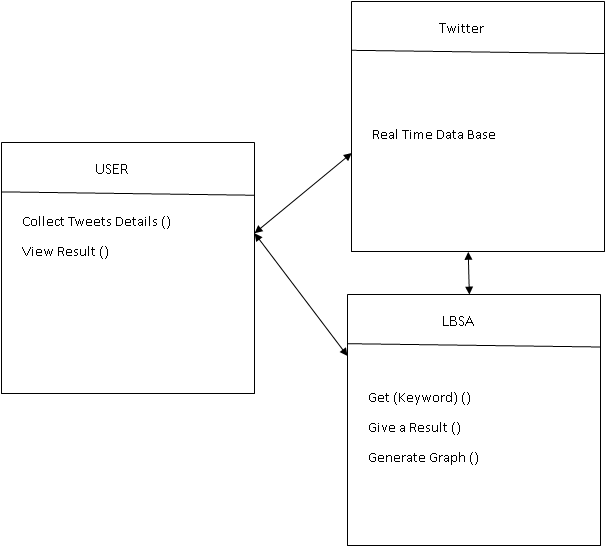 Twitter
Real Time Data Base
USER
Collect Tweets Details ()
View Result ()
LBSA
Get (Keyword) ()
Give a Result ()
Generate Graph ()